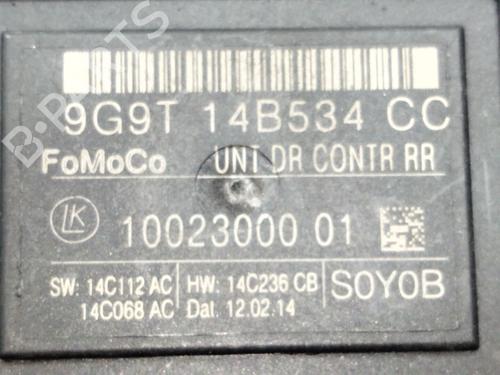 9G9T 14B534 CC
FoMoCo UNT DR CONTR RR
LK 10023000 01
SW: 14C112 AC HW: 14C236 CB S0Y0B
14C068 AC Dat. 12.02.14
B-PARTS